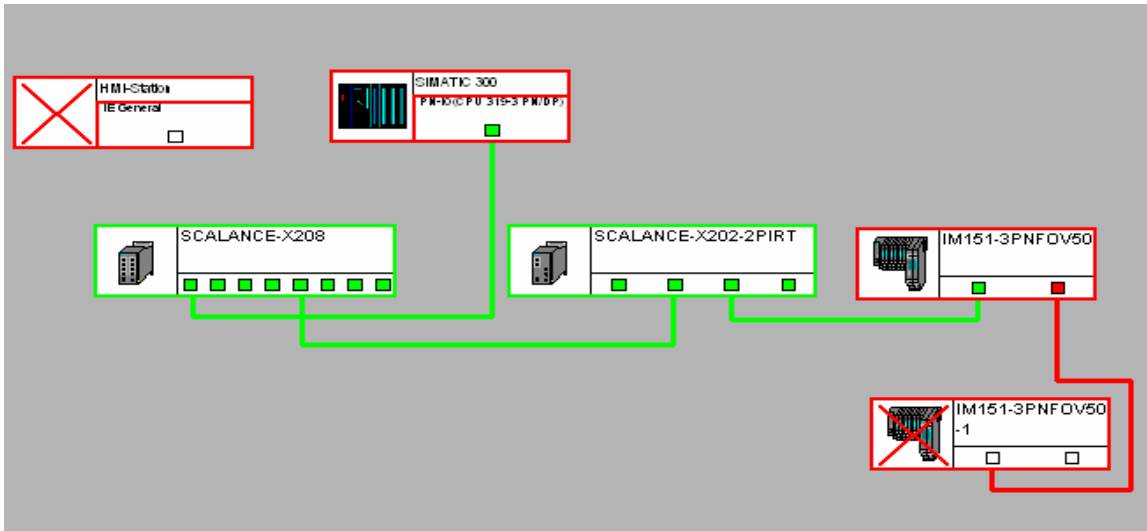 HMI-Station
IE General
SIMATIC 300
PN-IO(CPU 319-3 PN/DP)
SCALANCE-X208
SCALANCE-X202-2PIRT
IM151-3PNFOV50
IM151-3PNFOV50
-1